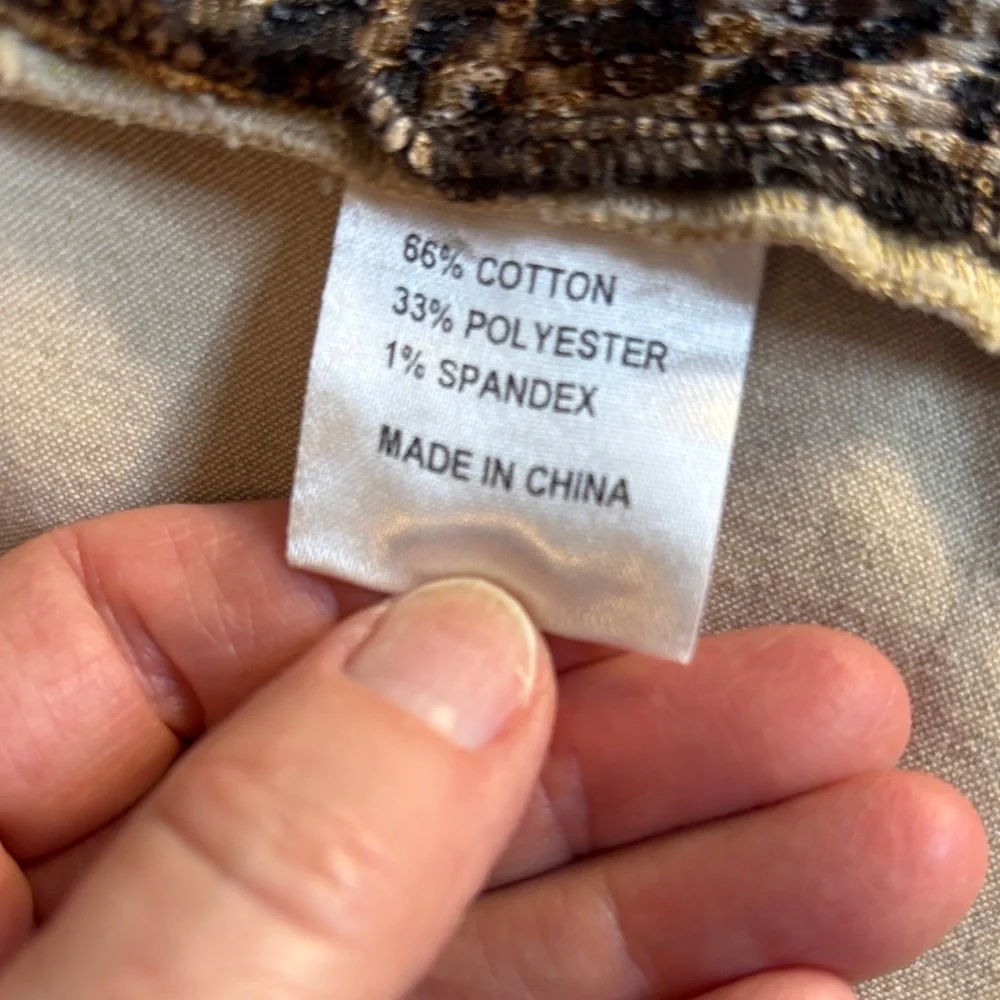 66% COTTON
33% POLYESTER
1% SPANDEX
MADE IN CHINA